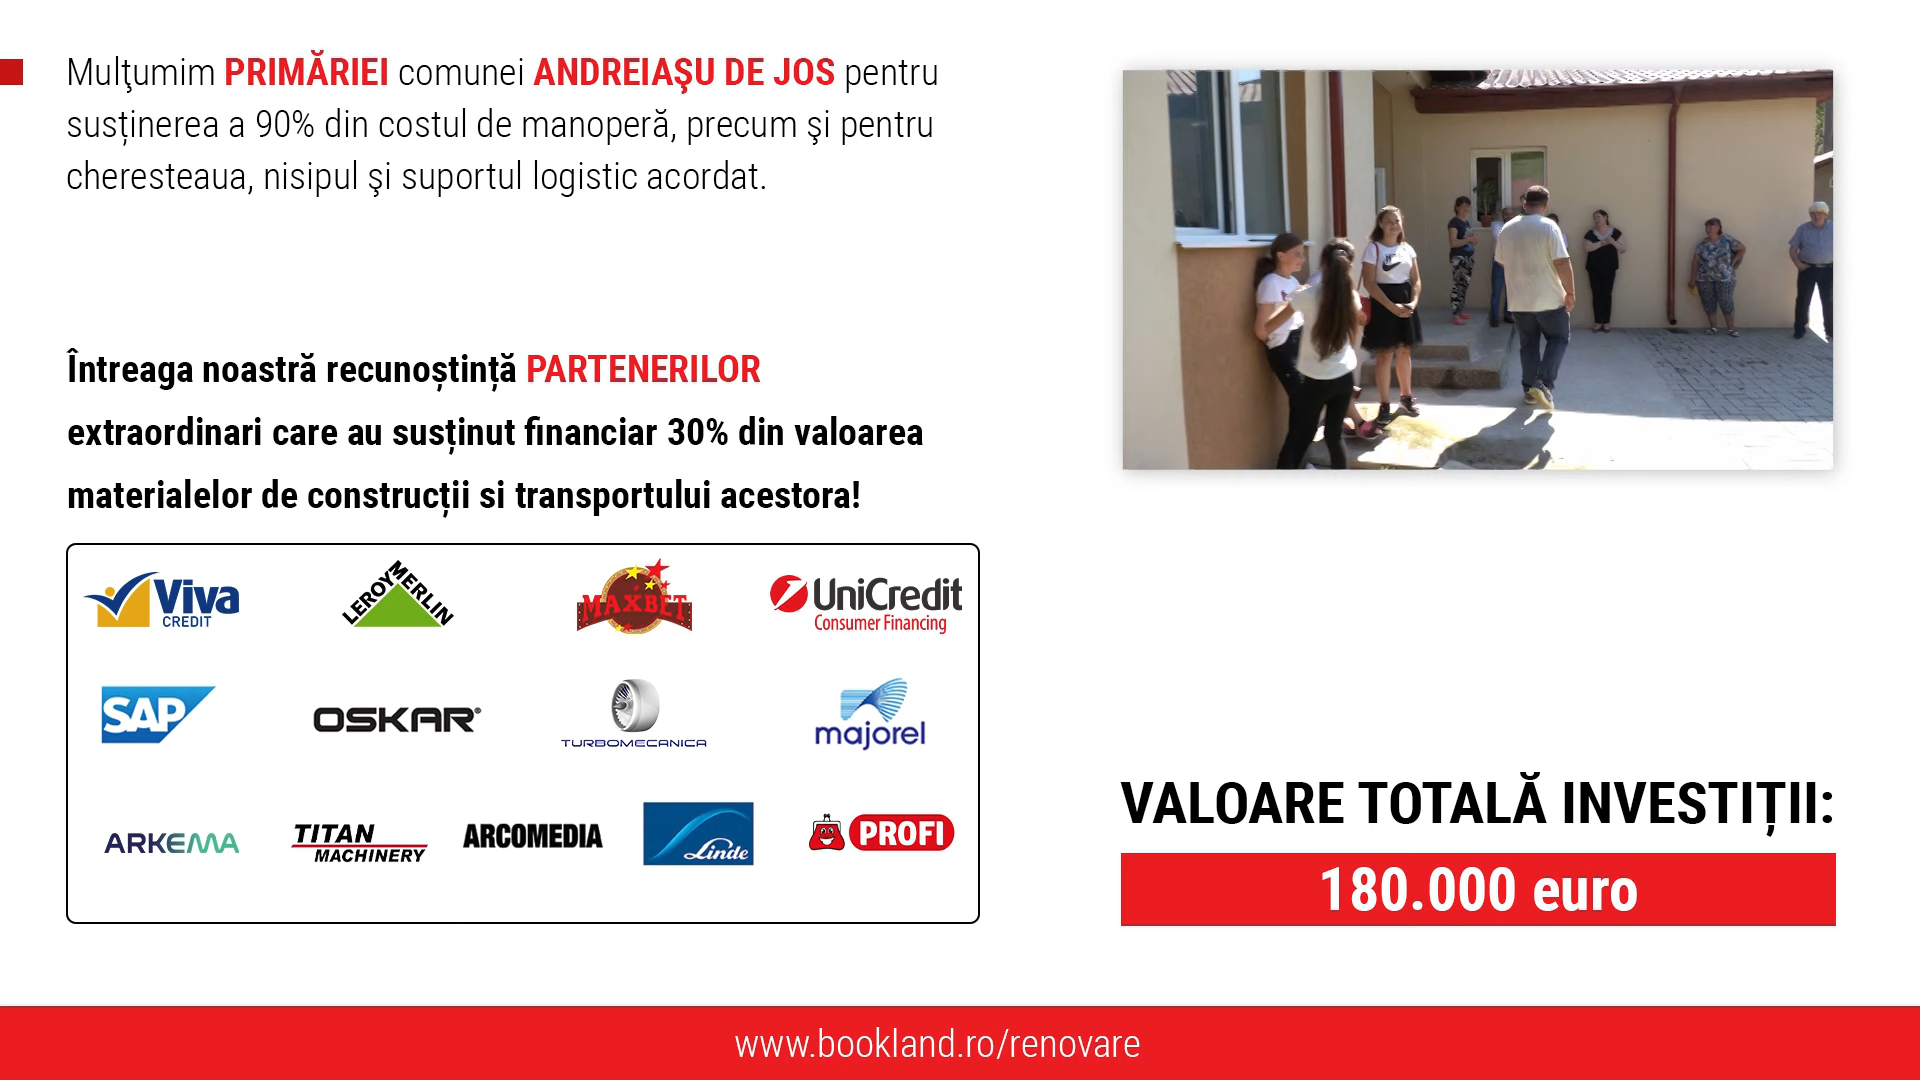 Mulţumim PRIMĂRIEI comunei ANDREIAŞU DE JOS pentru
susținerea a 90% din costul de manoperă, precum şi pentru
cheresteaua, nisipul şi suportul logistic acordat.
Întreaga noastră recunoștință PARTENERILOR
extraordinari care au susținut financiar 30% din valoarea
materialelor de construcții si transportului acestora!
Viva CREDIT
LEROY MERLIN
MAXBET
UniCredit
Consumer Financing
SAP
OSKAR®
TURBOMECANICA
majorel
ARKEMA
TITAN
MACHINERY
ARCOMEDIA
Linde
PROFI
VALOARE TOTALĂ INVESTIȚII:
180.000 euro
www.bookland.ro/renovare